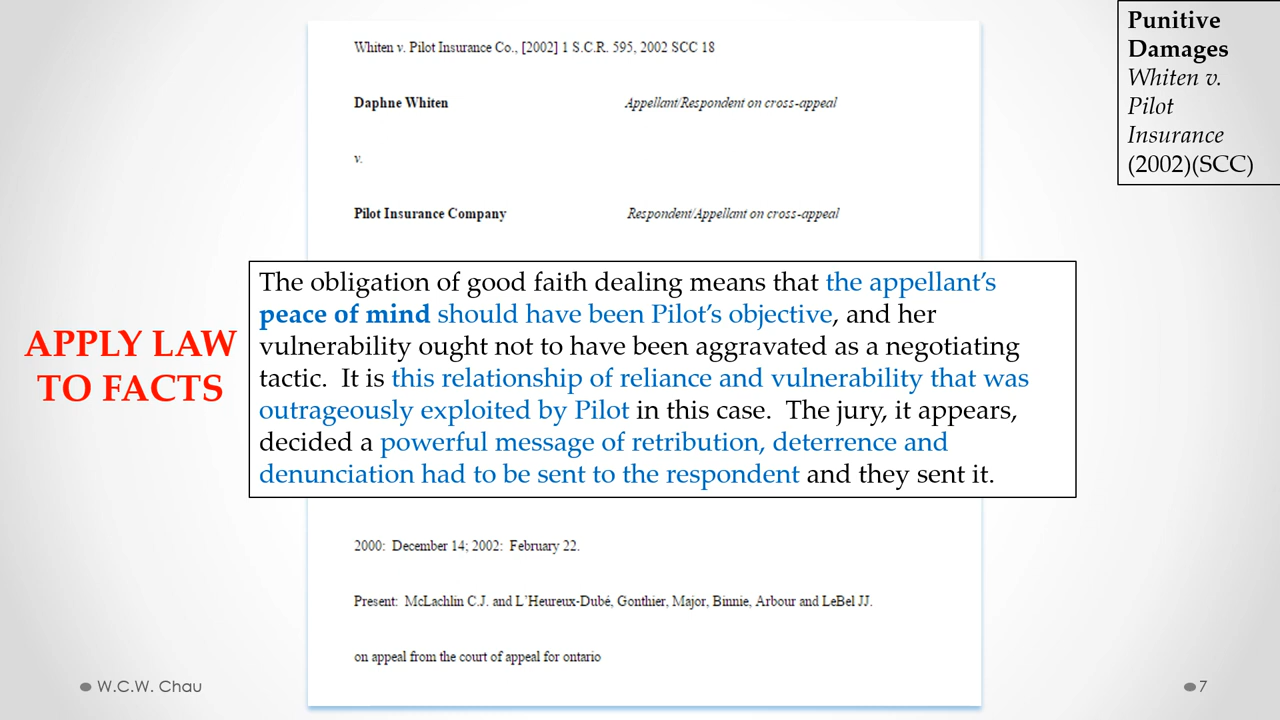 Punitive
Damages
Whiten v.
Pilot
Insurance
(2002)(SCC)
Whiten v. Pilot Insurance Co., [2002] 1 S.C.R. 595, 2002 SCC 18
Daphne Whiten Appellant/Respondent on cross-appeal
v.
Pilot Insurance Company Respondent/Appellant on cross-appeal
APPLY LAW
TO FACTS
The obligation of good faith dealing means that the appellant’s
peace of mind should have been Pilot’s objective, and her
vulnerability ought not to have been aggravated as a negotiating
tactic. It is this relationship of reliance and vulnerability that was
outrageously exploited by Pilot in this case. The jury, it appears,
decided a powerful message of retribution, deterrence and
denunciation had to be sent to the respondent and they sent it.
2000: December 14; 2002: February 22.
Present: McLachlin C.J. and L’Heureux-Dubé, Gonthier, Major, Binnie, Arbour and LeBel JJ.
on appeal from the court of appeal for ontario
W.C.W. Chau
7